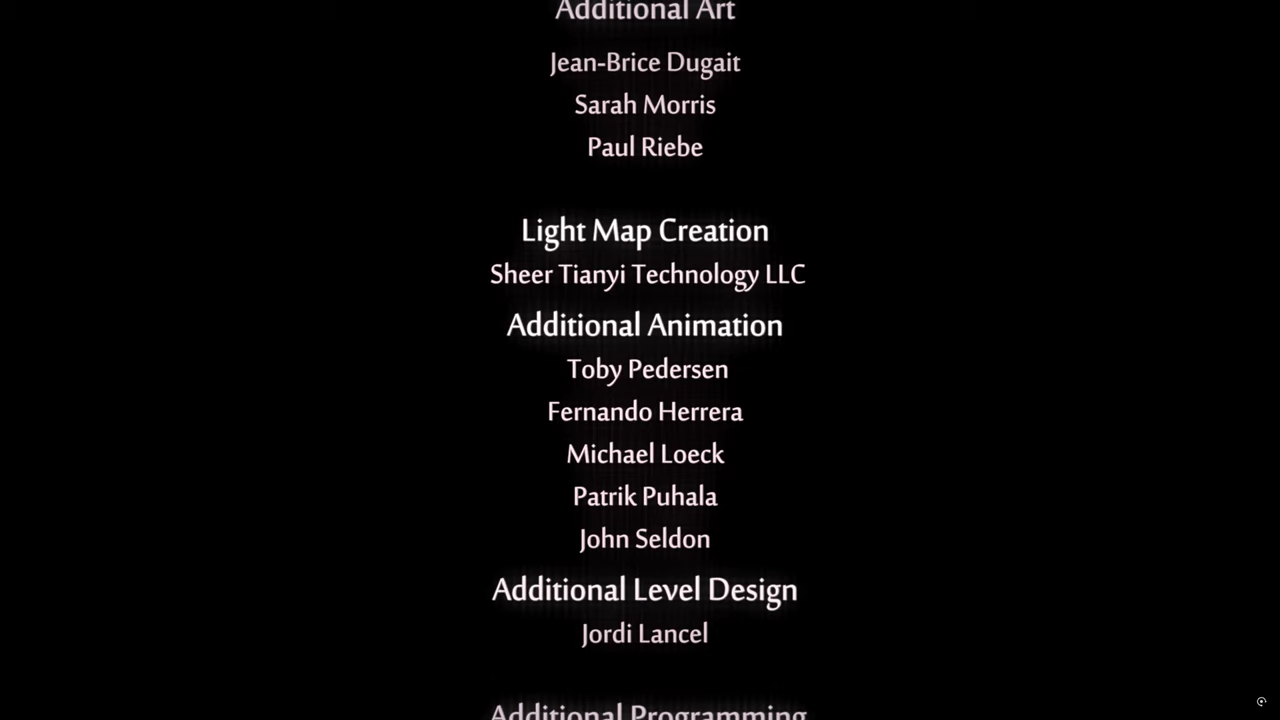 Additional Art
Jean-Brice Dugait
Sarah Morris
Paul Riebe
Light Map Creation
Sheer Tianyi Technology LLC
Additional Animation
Toby Pedersen
Fernando Herrera
Michael Loeck
Patrik Puhala
John Seldon
Additional Level Design
Jordi Lancel
Additional Programming